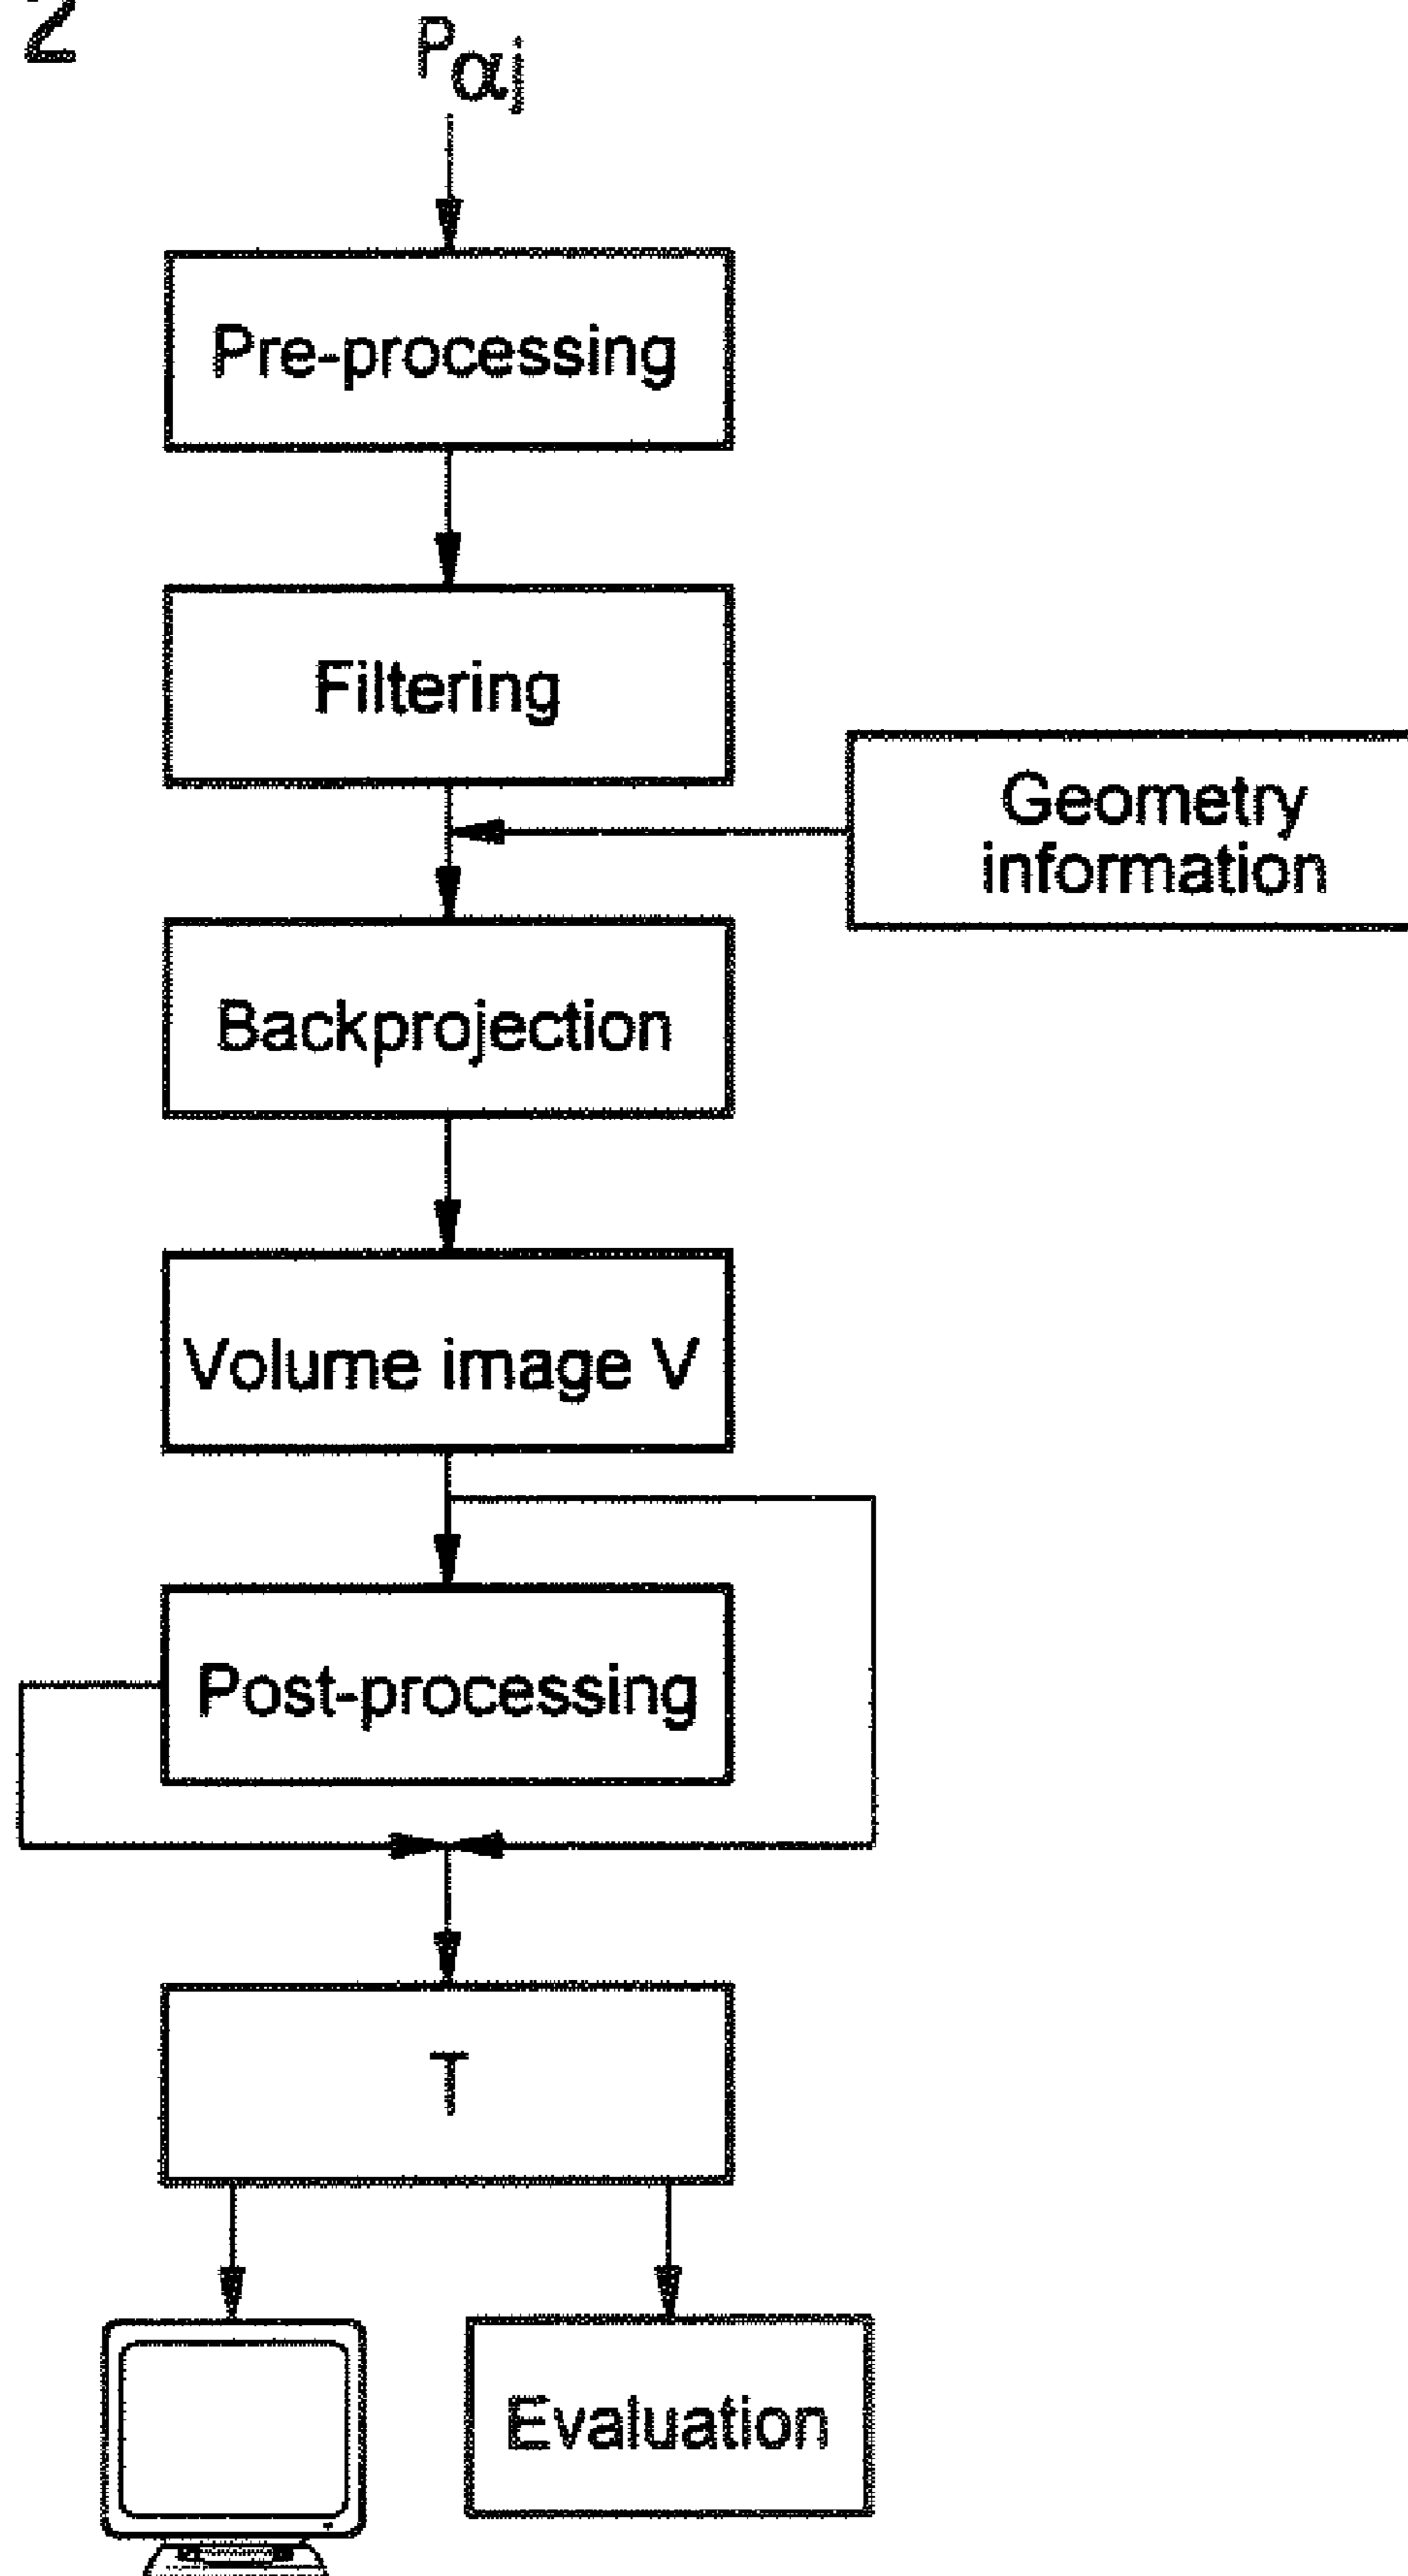 2
Pαj
Pre-processing
Filtering
Geometry
information
Backprojection
Volume image V
Post-processing
T
Evaluation